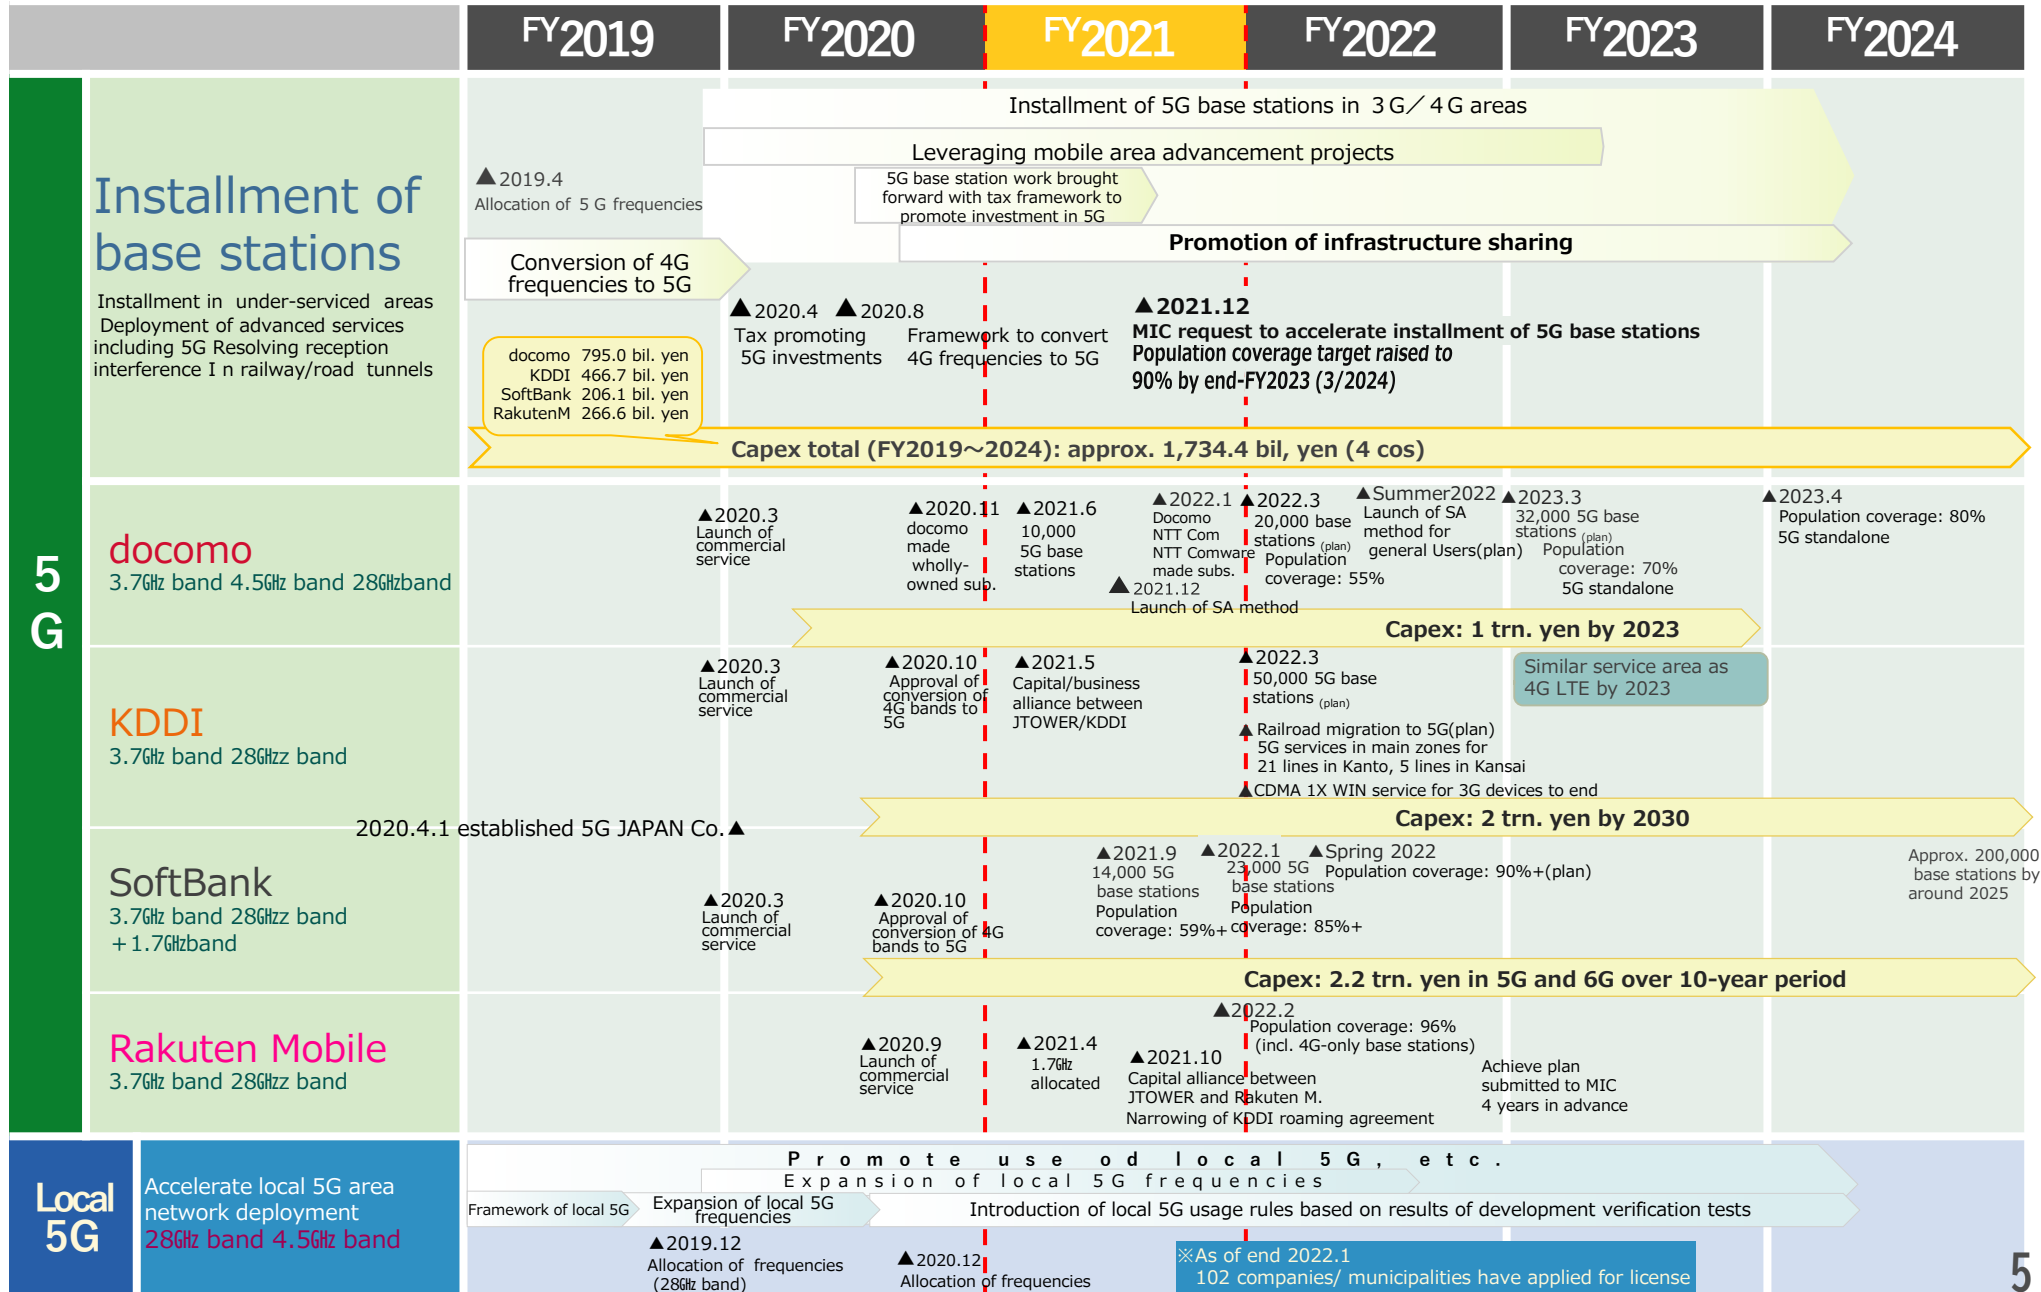 FY2019
FY2020
FY2021
FY2022
FY2023
FY2024
5
G
Installment of
base stations
Installment in under-serviced areas
Deployment of advanced services
including 5G Resolving reception
interference I n railway/road tunnels
Installment of 5G base stations in 3G／4G areas
Leveraging mobile area advancement projects
5G base station work brought
forward with tax framework to
promote investment in 5G
Promotion of infrastructure sharing
▲2019.4
Allocation of 5G frequencies
Conversion of 4G
frequencies to 5G
▲2020.4
Tax promoting
5G investments
▲2020.8
Framework to convert
4G frequencies to 5G
▲2021.12
MIC request to accelerate installment of 5G base stations
Population coverage target raised to
90% by end-FY2023 (3/2024)
docomo 795.0 bil. yen
KDDI 466.7 bil. yen
SoftBank 206.1 bil. yen
RakutenM 266.6 bil. yen
Capex total (FY2019～2024): approx. 1,734.4 bil, yen (4 cos)
docomo
3.7GHz band 4.5GHz band 28GHzband
▲2020.3
Launch of
commercial
service
▲2020.11
docomo
made
wholly-
owned sub.
▲2021.6
10,000
5G base
stations
▲2022.1
Docomo
NTT Com
NTT Comware
made subs.
▲2021.12
Launch of SA method
▲2022.3
20,000 base
stations (plan)
Population
coverage: 55%
▲Summer2022
Launch of SA
method for
general Users(plan)
▲2023.3
32,000 5G base
stations (plan)
Population
coverage: 70%
5G standalone
▲2023.4
Population coverage: 80%
5G standalone
Capex: 1 trn. yen by 2023
KDDI
3.7GHz band 28GHzz band
▲2020.3
Launch of
commercial
service
▲2020.10
Approval of
conversion of
4G bands to
5G
▲2021.5
Capital/business
alliance between
JTOWER/KDDI
▲2022.3
50,000 5G base
stations (plan)
▲Railroad migration to 5G(plan)
5G services in main zones for
21 lines in Kanto, 5 lines in Kansai
▲CDMA 1X WIN service for 3G devices to end
Similar service area as
4G LTE by 2023
Capex: 2 trn. yen by 2030
2020.4.1 established 5G JAPAN Co.▲
SoftBank
3.7GHz band 28GHzz band
+1.7GHzband
▲2020.3
Launch of
commercial
service
▲2020.10
Approval of
conversion of 4G
bands to 5G
▲2021.9
14,000 5G
base stations
Population
coverage: 59%+
▲2022.1
23,000 5G
base stations
Population
coverage: 85%+
▲Spring 2022
Population coverage: 90%+(plan)
Approx. 200,000
base stations by
around 2025
Capex: 2.2 trn. yen in 5G and 6G over 10-year period
Rakuten Mobile
3.7GHz band 28GHzz band
▲2020.9
Launch of
commercial
service
▲2021.4
1.7GHz
allocated
▲2021.10
Capital alliance between
JTOWER and Rakuten M.
Narrowing of KDDI roaming agreement
▲2022.2
Population coverage: 96%
(incl. 4G-only base stations)
Achieve plan
submitted to MIC
4 years in advance
Local
5G
Accelerate local 5G area
network deployment
28GHz band 4.5GHz band
Promote use od local 5G, etc.
Expansion of local 5G frequencies
Framework of local 5G
Expansion of local 5G
frequencies
Introduction of local 5G usage rules based on results of development verification tests
▲2019.12
Allocation of frequencies
(28GHz band)
▲2020.12
Allocation of frequencies
※As of end 2022.1
102 companies/ municipalities have applied for license
5